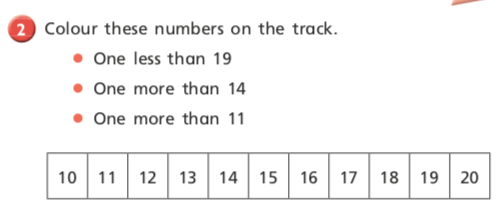 2 Colour these numbers on the track.
One less than 19
One more than 14
One more than 11
10 11 12 13 14 15 16 17 18 19 20